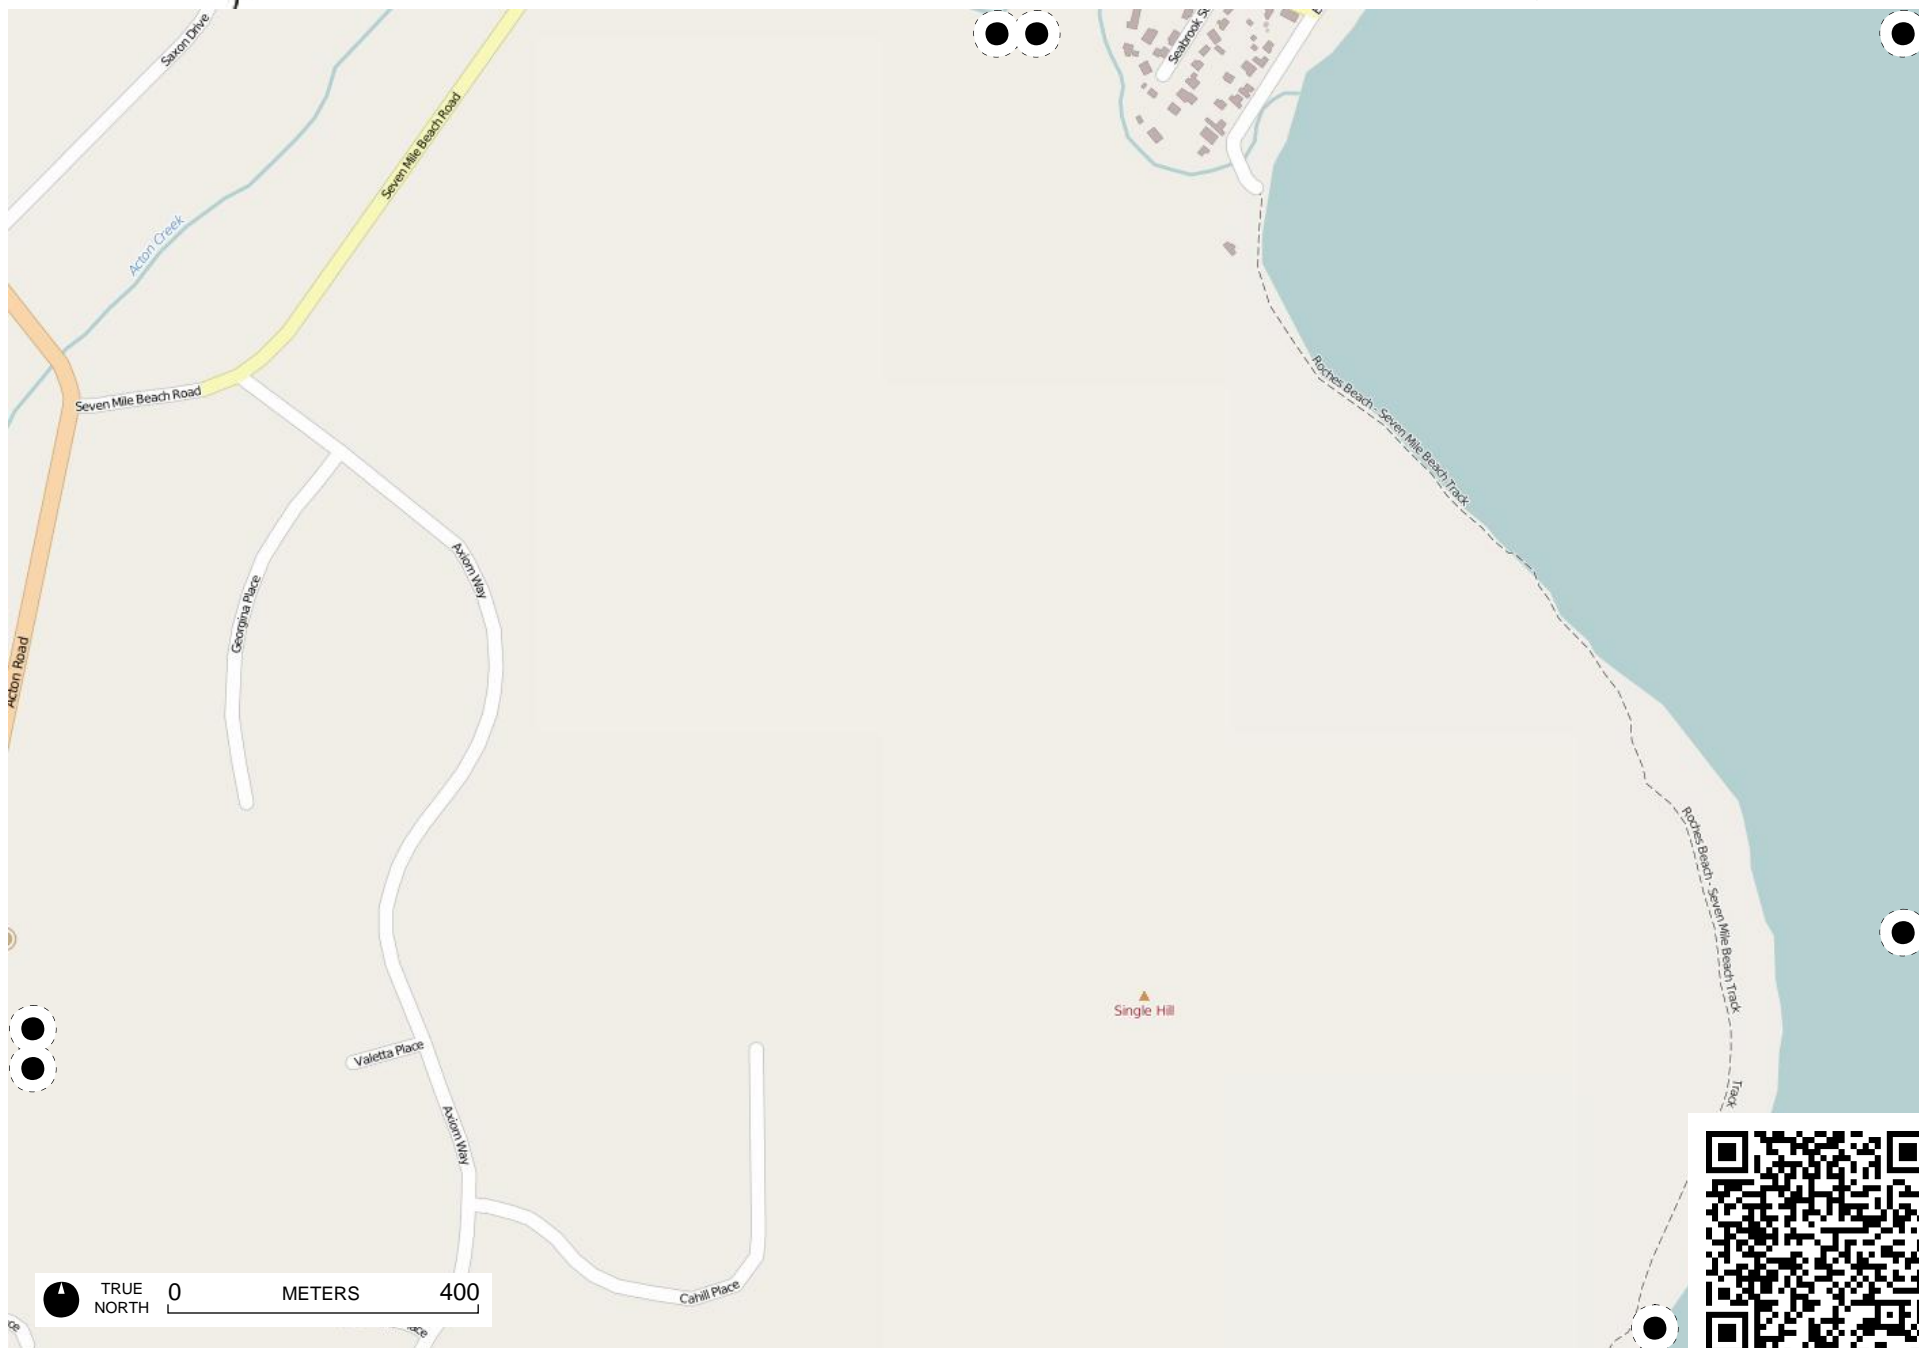 Saxon Drive
Seabrook
Seven Mile Beach Road
Acton Creek
Roches Beach - Seven Mile Beach Track
Seven Mile Beach Road
Axiom Way
Georgina Place
Acton Road
Roches Beach - Seven Mile Beach Track
Single Hill
Valetta Place
Track
Axiom Way
Cahill Place
TRUE NORTH
0 METERS 400